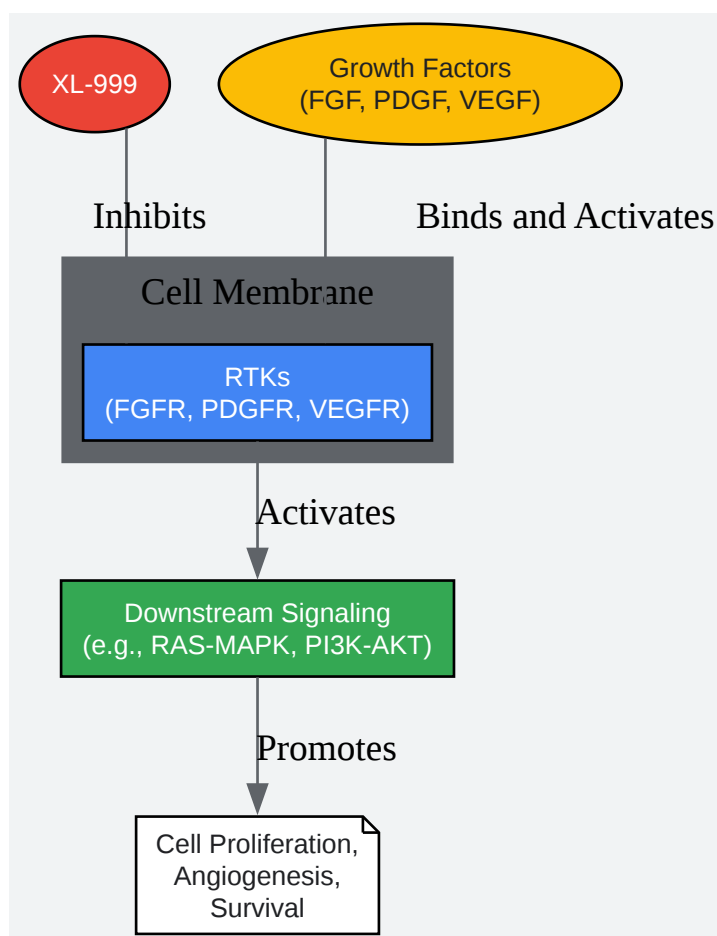 XL-999
Growth Factors
(FGF, PDGF, VEGF)
Inhibits
Binds and Activates
Cell Membrane
RTKs
(FGFR, PDGFR, VEGFR)
Activates
Downstream Signaling
(e.g., RAS-MAPK, PI3K-AKT)
Promotes
Cell Proliferation,
Angiogenesis,
Survival